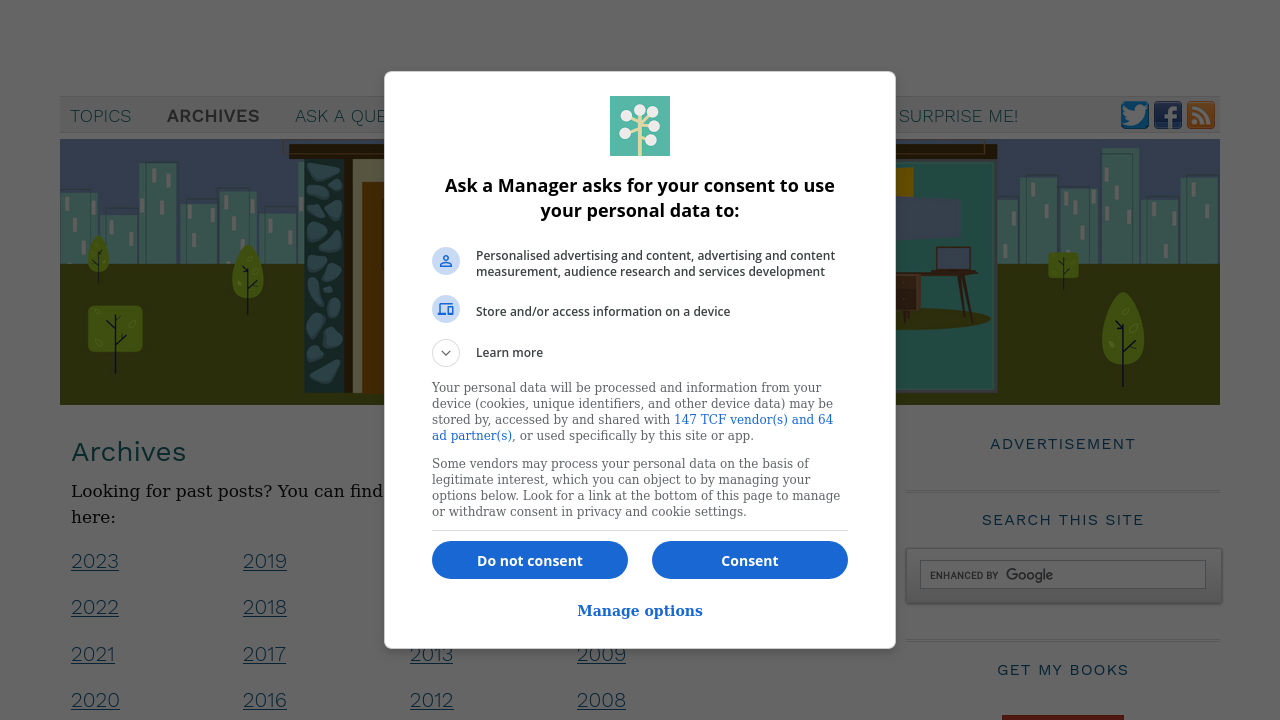 TOPICS
ARCHIVES
ASK A QUE
SURPRISE ME!
Ask a Manager asks for your consent to use
your personal data to:
Personalised advertising and content, advertising and content
measurement, audience research and services development
Store and/or access information on a device
Learn more
Your personal data will be processed and information from your
device (cookies, unique identifiers, and other device data) may be
stored by, accessed by and shared with 147 TCF vendor(s) and 64
ad partner(s), or used specifically by this site or app.
Some vendors may process your personal data on the basis of
legitimate interest, which you can object to by managing your
options below. Look for a link at the bottom of this page to manage
or withdraw consent in privacy and cookie settings.
Do not consent
Consent
Manage options
Archives
Looking for past posts? You can find
here:
2023
2019
2022
2018
2021
2017
2013
2009
2020
2016
2012
2008
ADVERTISEMENT
SEARCH THIS SITE
ENHANCED BY Google
GET MY BOOKS